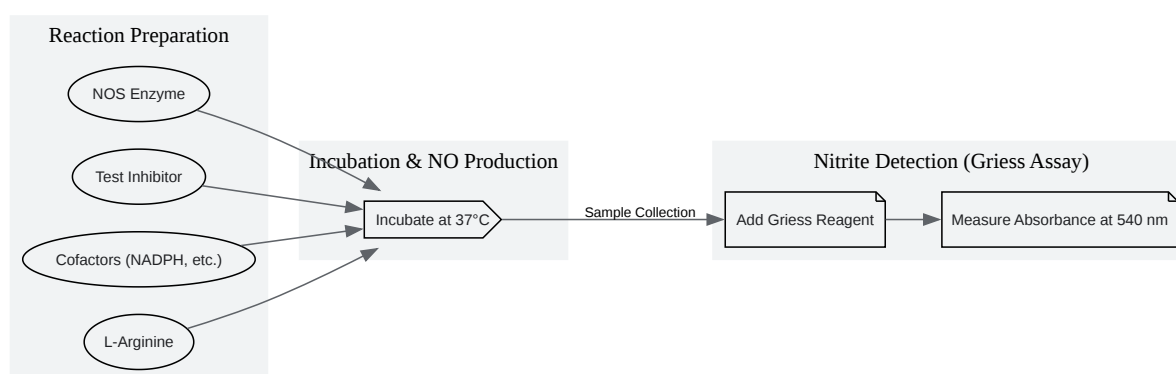 Reaction Preparation
NOS Enzyme
Test Inhibitor
Cofactors (NADPH, etc.)
L-Arginine
Incubation & NO Production
Incubate at 37°C
Sample Collection
Nitrite Detection (Griess Assay)
Add Griess Reagent
Measure Absorbance at 540 nm